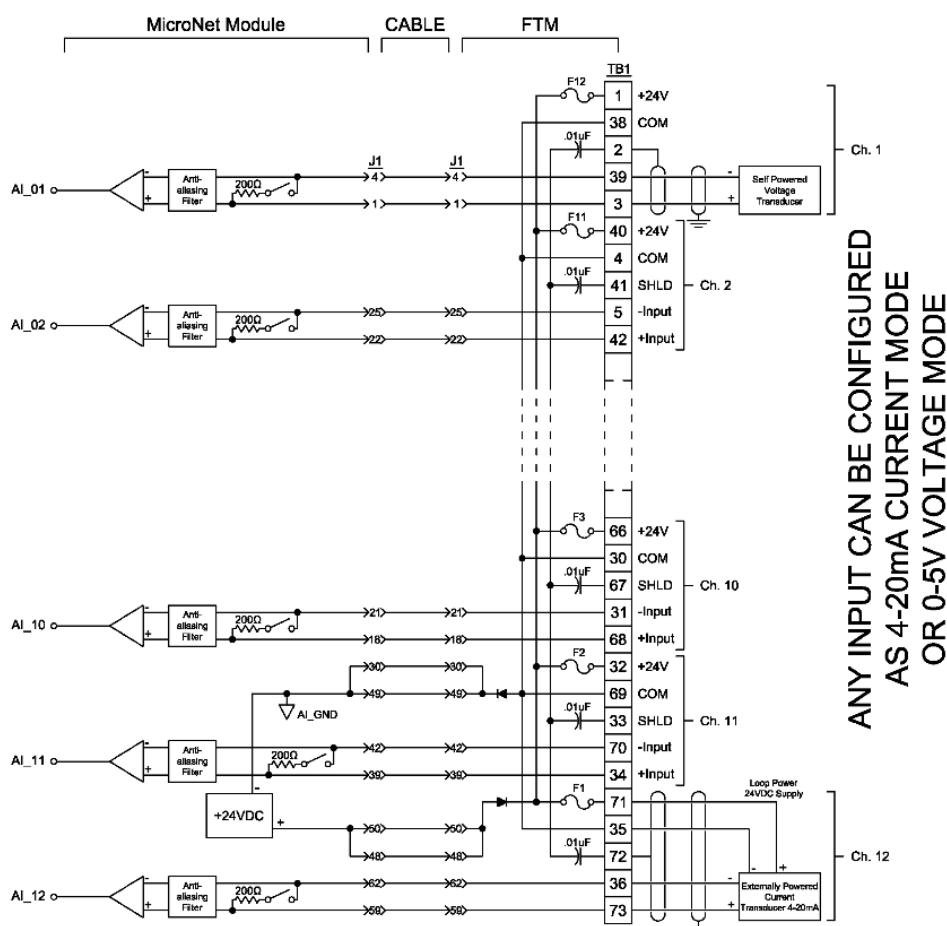 MicroNet Module CABLE FTM
TB1
F12 1 +24V
38 COM
.01uF 2
Ch. 1
J1 J1
AI_01 - + Anti-aliasing Filter 200Ω 4 4 39 -
1 1 3 +
Self Powered Voltage Transducer
F11 40 +24V
4 COM
.01uF 41 SHLD
Ch. 2
AI_02 - + Anti-aliasing Filter 200Ω 25 25 5 -Input
22 22 42 +Input
F3 66 +24V
30 COM
.01uF 67 SHLD
Ch. 10
AI_10 - + Anti-aliasing Filter 200Ω 21 21 31 -Input
18 18 68 +Input
F2 32 +24V
30 30
49 49 69 COM
AI_GND
.01uF 33 SHLD
Ch. 11
AI_11 - + Anti-aliasing Filter 200Ω 42 42 70 -Input
39 39 34 +Input
F1 71
Loop Power
24VDC Supply
- +24VDC + 50 50 35
48 48
.01uF 72
Ch. 12
AI_12 - + Anti-aliasing Filter 200Ω 62 62 36 -
59 59 73 +
- +
Externally Powered
Current
Transducer 4-20mA
ANY INPUT CAN BE CONFIGURED
AS 4-20mA CURRENT MODE
OR 0-5V VOLTAGE MODE